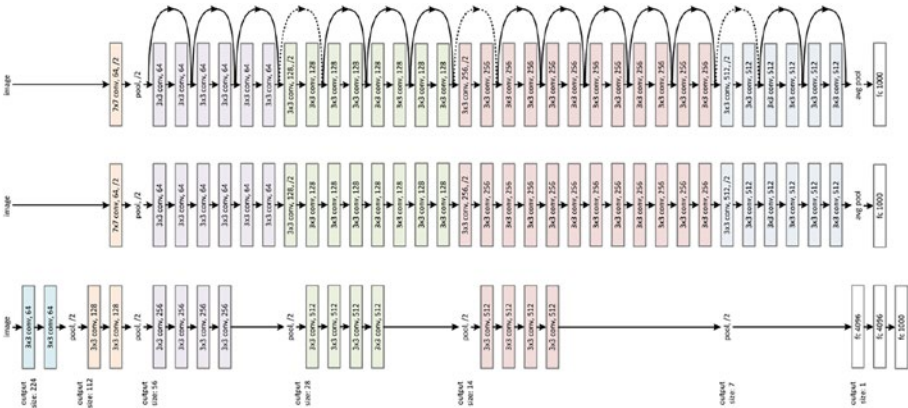 image
7x7 conv, 64, /2
pool, /2
3x3 conv, 64
3x3 conv, 64
3x3 conv, 64
3x3 conv, 64
3x3 conv, 64
3x3 conv, 64
3x3 conv, 128, /2
3x3 conv, 128
3x3 conv, 128
3x3 conv, 128
3x3 conv, 128
3x3 conv, 128
3x3 conv, 128
3x3 conv, 128
3x3 conv, 256, /2
3x3 conv, 256
3x3 conv, 256
3x3 conv, 256
3x3 conv, 256
3x3 conv, 256
3x3 conv, 256
3x3 conv, 256
3x3 conv, 256
3x3 conv, 256
3x3 conv, 256
3x3 conv, 256
3x3 conv, 512, /2
3x3 conv, 512
3x3 conv, 512
3x3 conv, 512
3x3 conv, 512
3x3 conv, 512
avg pool
fc 1000
image
7x7 conv, 64, /2
pool, /2
3x3 conv, 64
3x3 conv, 64
3x3 conv, 64
3x3 conv, 64
3x3 conv, 64
3x3 conv, 64
3x3 conv, 128, /2
3x3 conv, 128
3x3 conv, 128
3x3 conv, 128
3x3 conv, 128
3x3 conv, 128
3x3 conv, 128
3x3 conv, 128
3x3 conv, 256, /2
3x3 conv, 256
3x3 conv, 256
3x3 conv, 256
3x3 conv, 256
3x3 conv, 256
3x3 conv, 256
3x3 conv, 256
3x3 conv, 256
3x3 conv, 256
3x3 conv, 256
3x3 conv, 256
3x3 conv, 512, /2
3x3 conv, 512
3x3 conv, 512
3x3 conv, 512
3x3 conv, 512
3x3 conv, 512
avg pool
fc 1000
image
3x3 conv, 64
3x3 conv, 64
pool, /2
3x3 conv, 128
3x3 conv, 128
pool, /2
3x3 conv, 256
3x3 conv, 256
3x3 conv, 256
3x3 conv, 256
pool, /2
3x3 conv, 512
3x3 conv, 512
3x3 conv, 512
3x3 conv, 512
pool, /2
3x3 conv, 512
3x3 conv, 512
3x3 conv, 512
3x3 conv, 512
pool, /2
fc 4096
fc 4096
fc 1000
output
size: 224
output
size: 112
output
size: 56
output
size: 28
output
size: 14
output
size: 7
output
size: 1